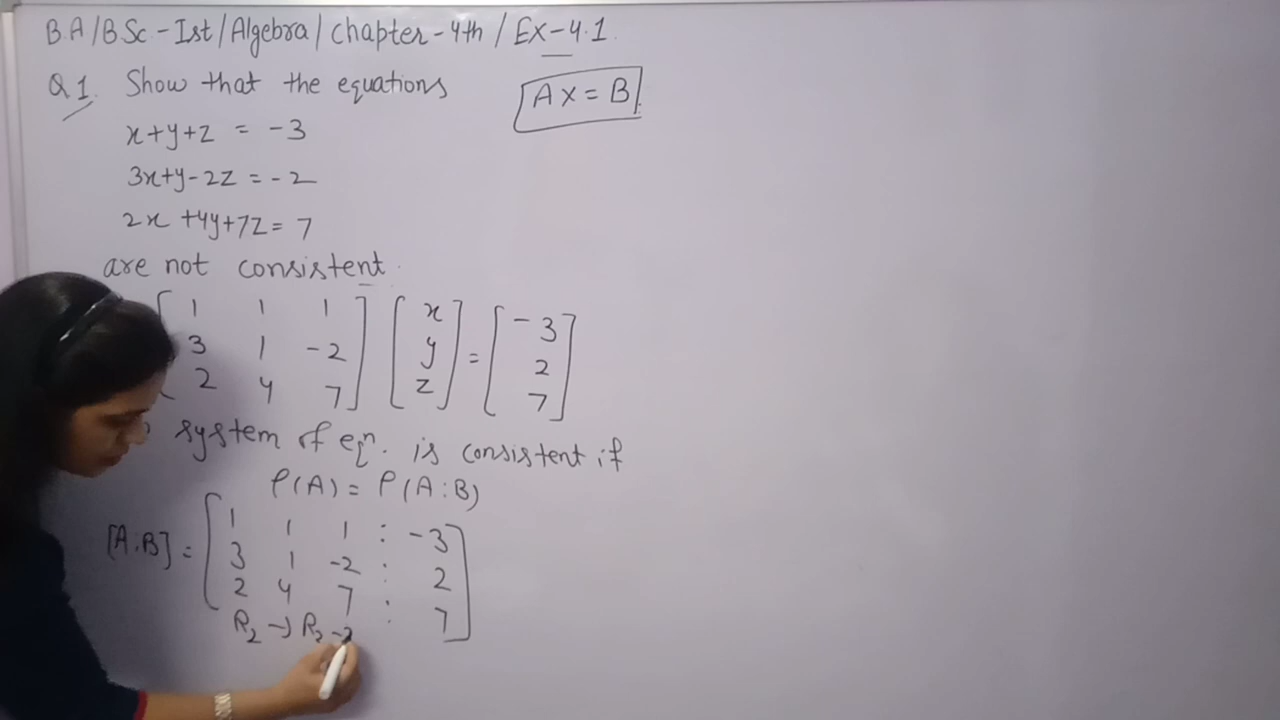 B.A/BSc-Ist/Algebra/chapter-4th/Ex-4.1.
Q1. Show that the equations
AX=B
x+y+z = -3
3x+y-2z = -2
2x+4y+7z = 7
are not consistent.
[1 1 1] [x] = [-3]
[3 1 -2] [y] [2]
[2 4 7] [z] [7]
system of eqn. is consistent if
ρ(A) = ρ(A:B)
[A:B] = [1 1 1 : -3]
[3 1 -2 : 2]
[2 4 7 : 7]
R2 → R2 -